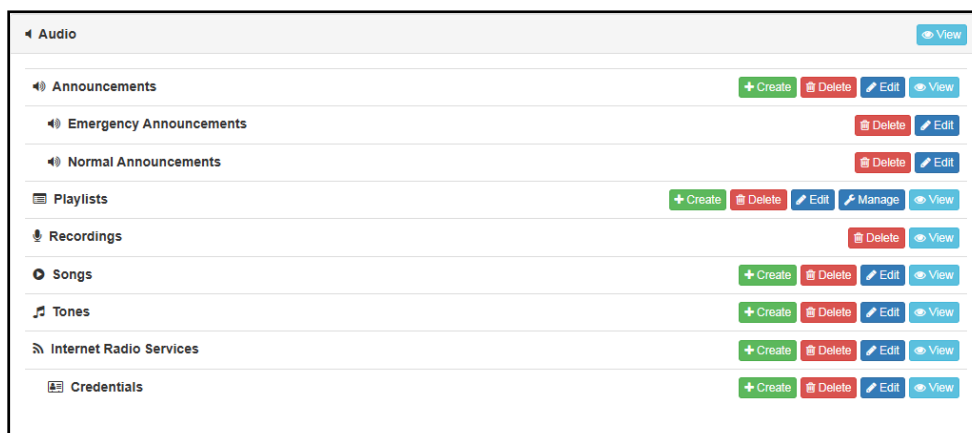 Audio View
Announcements Create Delete Edit View
Emergency Announcements Delete Edit
Normal Announcements Delete Edit
Playlists Create Delete Edit Manage View
Recordings Delete View
Songs Create Delete Edit View
Tones Create Delete Edit View
Internet Radio Services Create Delete Edit View
Credentials Create Delete Edit View